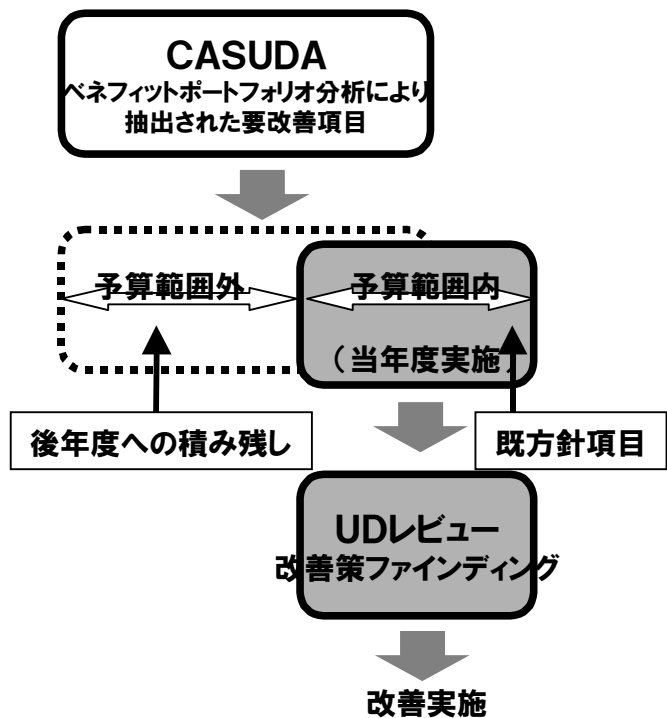 CASUDA
ベネフィットポートフォリオ分析により
抽出された要改善項目
予算範囲外
予算範囲内
（当年度実施）
後年度への積み残し
既方針項目
UDレビュー
改善策ファインディング
改善実施